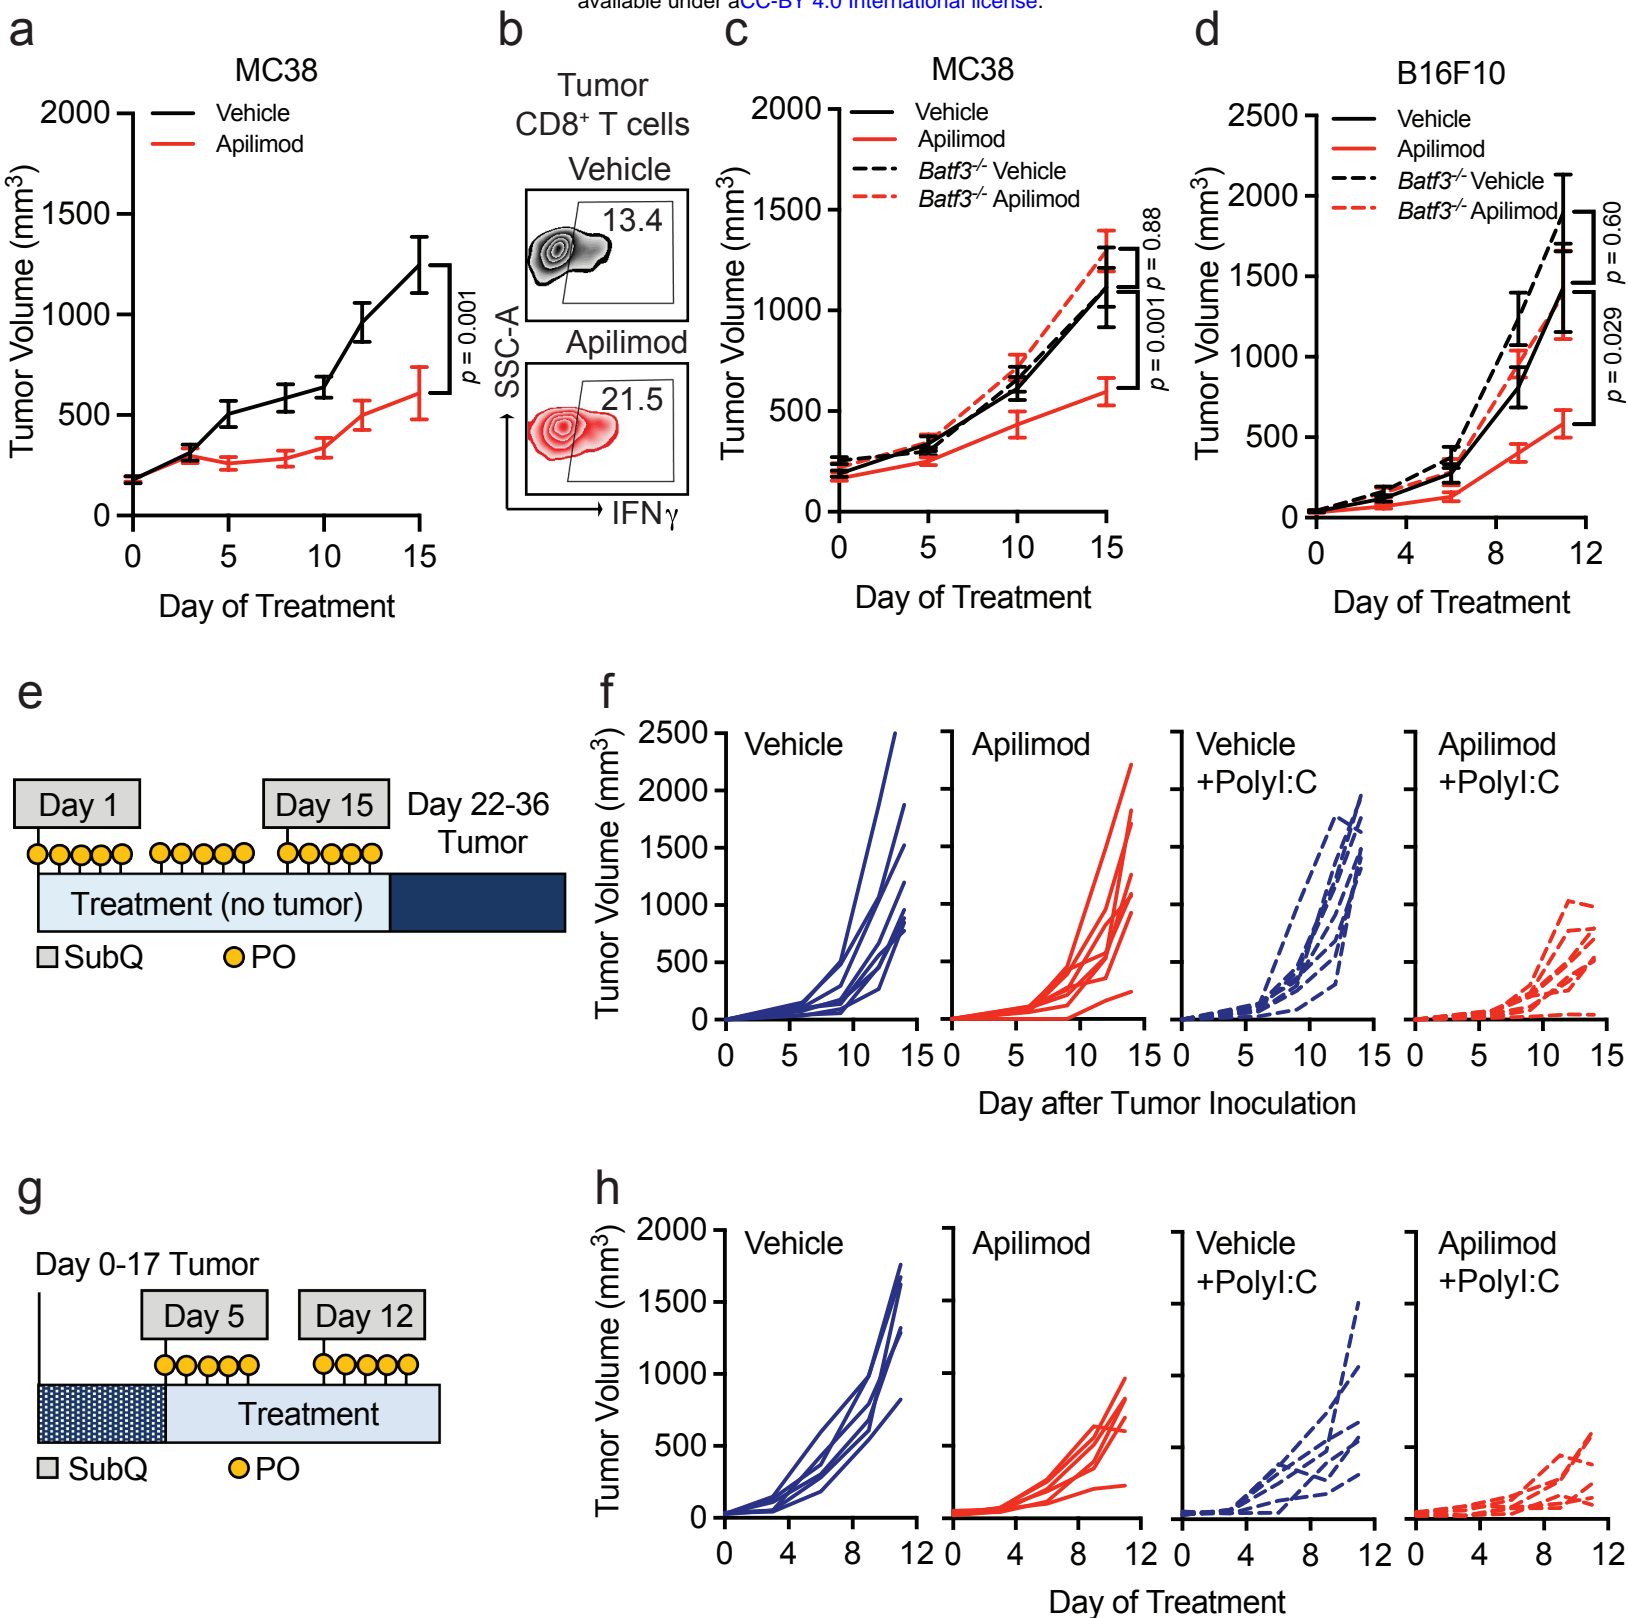 available under aCC-BY 4.0 International license.
a
MC38
Vehicle
Apilimod
2000
1500
1000
500
0
0 5 10 15
Tumor Volume (mm³)
Day of Treatment
p = 0.001
b
Tumor
CD8⁺ T cells
Vehicle
13.4
Apilimod
21.5
SSC-A
IFNγ
c
MC38
Vehicle
Apilimod
Batf3⁻/⁻ Vehicle
Batf3⁻/⁻ Apilimod
2000
1500
1000
500
0
0 5 10 15
Tumor Volume (mm³)
Day of Treatment
p = 0.88
p = 0.001
d
B16F10
Vehicle
Apilimod
Batf3⁻/⁻ Vehicle
Batf3⁻/⁻ Apilimod
2500
2000
1500
1000
500
0
0 4 8 12
Tumor Volume (mm³)
Day of Treatment
p = 0.60
p = 0.029
e
Day 1
Day 15
Day 22-36
Tumor
Treatment (no tumor)
SubQ PO
f
Tumor Volume (mm³)
2500
2000
1500
1000
500
0
Vehicle
Apilimod
Vehicle
+PolyI:C
Apilimod
+PolyI:C
0 5 10 15
0 5 10 15
0 5 10 15
0 5 10 15
Day after Tumor Inoculation
g
Day 0-17 Tumor
Day 5
Day 12
Treatment
SubQ PO
h
Tumor Volume (mm³)
2000
1500
1000
500
0
Vehicle
Apilimod
Vehicle
+PolyI:C
Apilimod
+PolyI:C
0 4 8 12
0 4 8 12
0 4 8 12
0 4 8 12
Day of Treatment